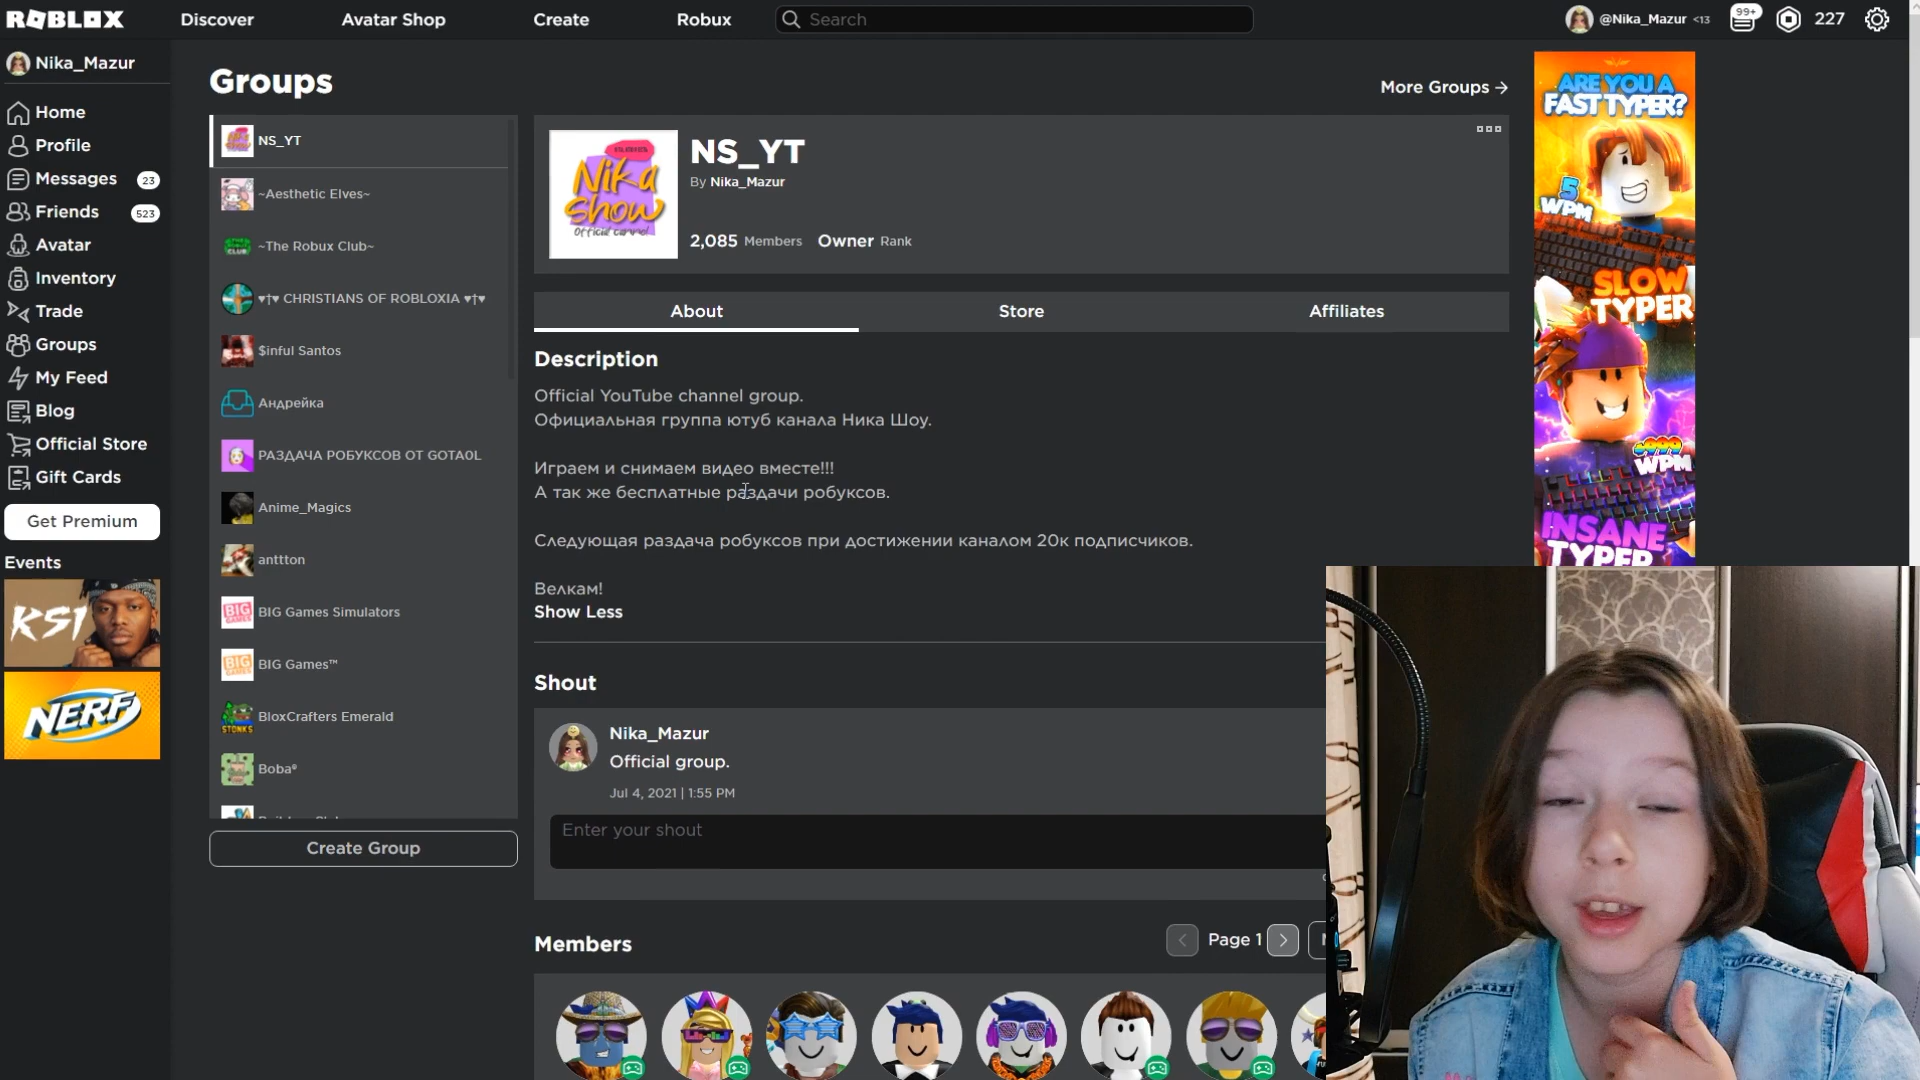 ROBLOX
Discover
Avatar Shop
Create
Robux
Search
@Nika_Mazur <13
99+
227
Nika_Mazur
Home
Profile
Messages 23
Friends 523
Avatar
Inventory
Trade
Groups
My Feed
Blog
Official Store
Gift Cards
Get Premium
Events
KSI
NERF
Groups
More Groups →
NS_YT
~Aesthetic Elves~
~The Robux Club~
♥†♥ CHRISTIANS OF ROBLOXIA ♥†♥
$inful Santos
Андрейка
РАЗДАЧА РОБУКСОВ ОТ GOTA0L
Anime_Magics
anttton
BIG Games Simulators
BIG Games™
BloxCrafters Emerald
Boba®
Create Group
Nika
Show
NS_YT
By Nika_Mazur
2,085 Members Owner Rank
About
Store
Affiliates
Description
Official YouTube channel group.
Официальная группа ютуб канала Ника Шоу.
Играем и снимаем видео вместе!!!
А так же бесплатные раздачи робуксов.
Следующая раздача робуксов при достижении каналом 20к подписчиков.
Велкам!
Show Less
Shout
Nika_Mazur
Official group.
Jul 4, 2021 | 1:55 PM
Enter your shout
Members
Page 1
ARE YOU A
FAST TYPER?
5
WPM
SLOW
TYPER
WPM
INSANE
TYPER
BIG
BIG
STONKS